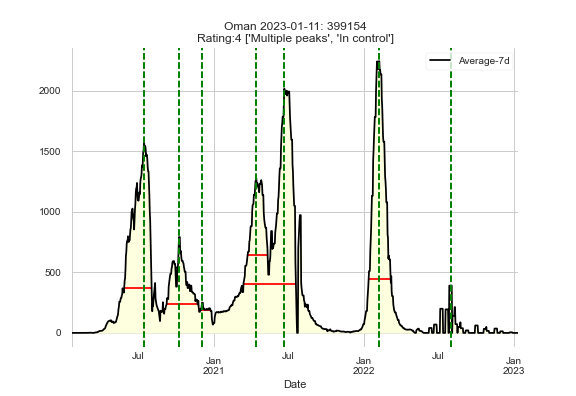 Oman 2023-01-11: 399154
Rating:4 ['Multiple peaks', 'In control']
Average-7d
2000
1500
1000
500
0
Jul
Jan
2021
Jul
Jan
2022
Jul
Jan
2023
Date